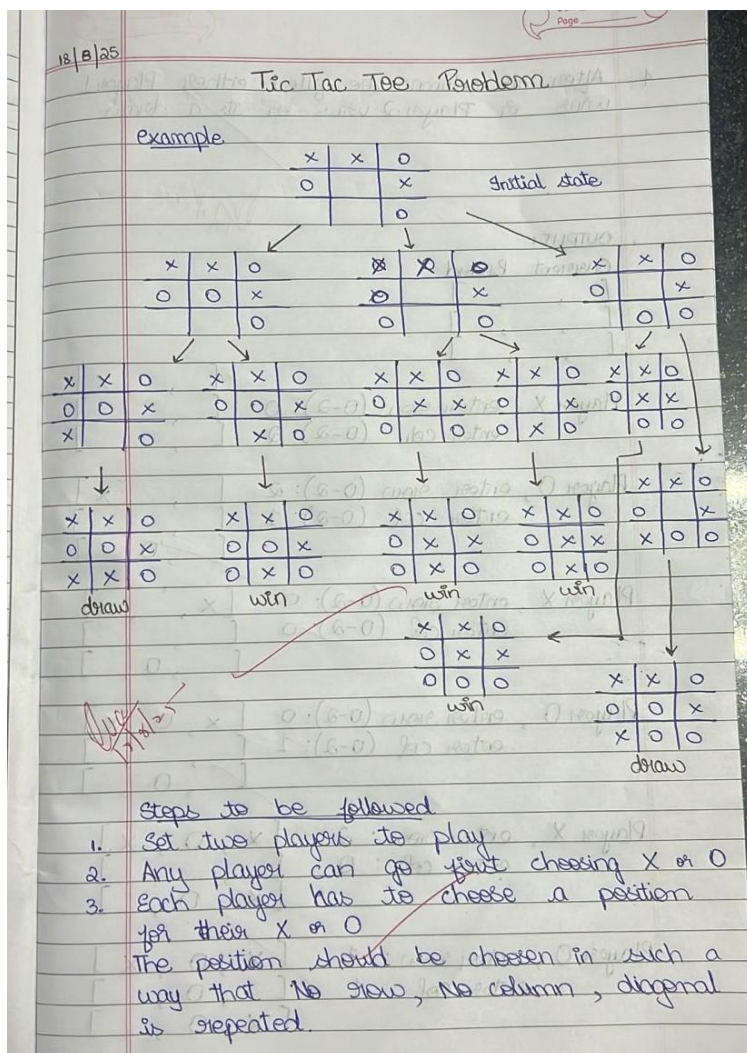 Page
18/8/25
Tic Tac Toe Problem
example
X X O
O X
O
Initial state
X X O
O O X
O
X X O
O X
O O
X X O
O X
O O
X X O
O O X
X O
X X O
O O X
X O
X X O
O X X
O O
X X O
O X
O X O
X X O
O X X
O O
X X O
O X
X O O
X X O
O O X
X X O
draw
X X O
O O X
O X O
win
X X O
O X X
O X O
win
X X O
O X X
O X O
win
X X O
O X X
O O O
win
X X O
O O X
X O O
draw
Steps to be followed
1. Set two players to play
2. Any player can go first choosing X or O
3. Each player has to choose a position
for their X or O
The position should be choosen in such a
way that No row, No column, diagonal
is repeated.